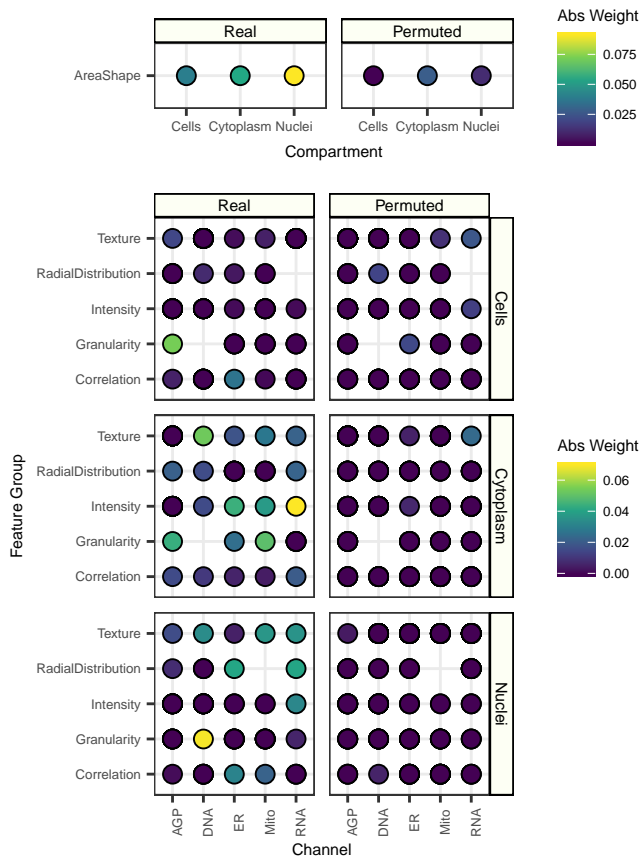 Real
Permuted
Abs Weight
0.075
0.050
0.025
AreaShape
Cells Cytoplasm Nuclei
Cells Cytoplasm Nuclei
Compartment
Real
Permuted
Texture
RadialDistribution
Intensity
Granularity
Correlation
Cells
Texture
RadialDistribution
Intensity
Granularity
Correlation
Cytoplasm
Feature Group
Abs Weight
0.06
0.04
0.02
0.00
Texture
RadialDistribution
Intensity
Granularity
Correlation
Nuclei
AGP DNA ER Mito RNA
AGP DNA ER Mito RNA
Channel